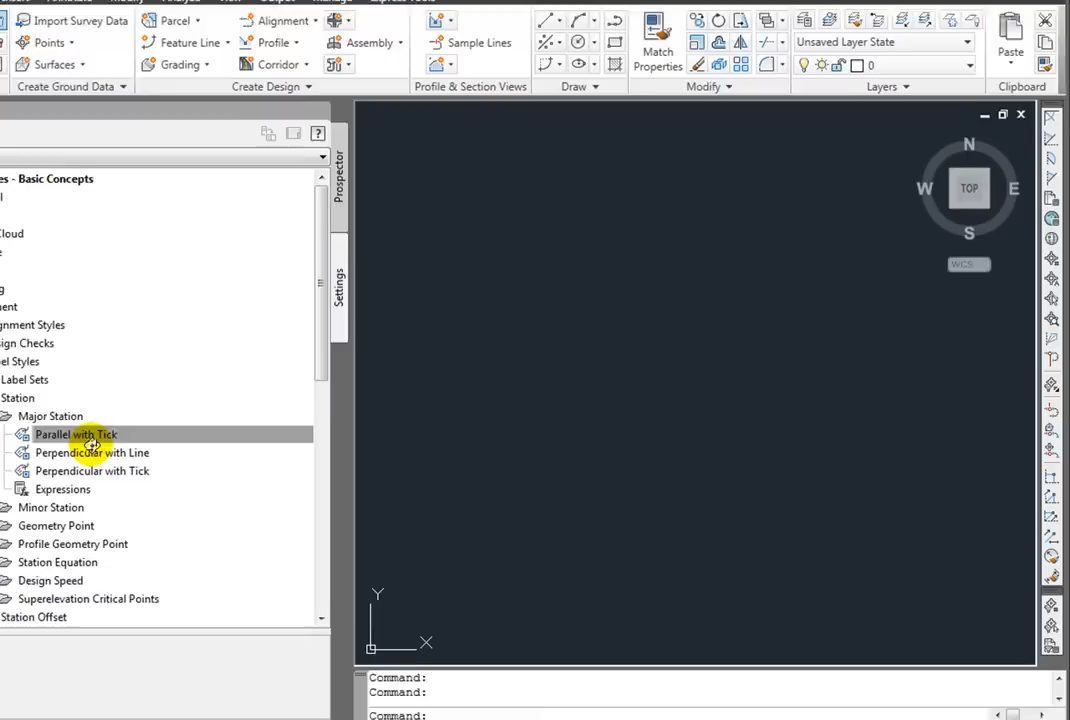 Import Survey Data
Parcel
Alignment
Points
Feature Line
Profile
Assembly
Sample Lines
Match
Properties
Unsaved Layer State
Paste
Surfaces
Grading
Corridor
0
Create Ground Data
Create Design
Profile & Section Views
Draw
Modify
Layers
Clipboard
?
Prospector
Settings
es - Basic Concepts
l
Cloud
e
g
ment
gnment Styles
sign Checks
el Styles
Label Sets
Station
Major Station
Parallel with Tick
Perpendicular with Line
Perpendicular with Tick
Expressions
Minor Station
Geometry Point
Profile Geometry Point
Station Equation
Design Speed
Superelevation Critical Points
Station Offset
N
W
TOP
E
S
WCS
Y
X
Command:
Command:
Command: